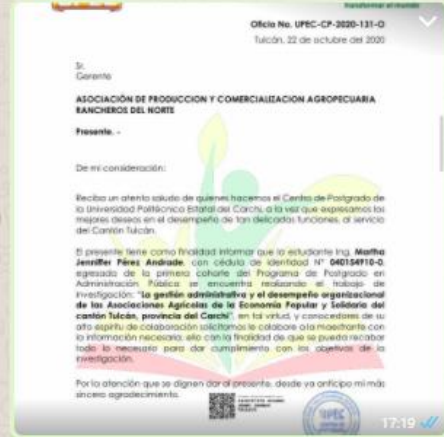 transformar el mundo
Oficio No. UPEC-CP-2020-131-O
Tulcán, 22 de octubre del 2020
Sr.
Gerente
ASOCIACIÓN DE PRODUCCION Y COMERCIALIZACION AGROPECUARIA
RANCHEROS DEL NORTE
Presente. -
De mi consideración:
Reciba un atento saludo de quienes hacemos el Centro de Postgrado de
la Universidad Politécnica Estatal del Carchi, a la vez que expresamos los
mejores deseos en el desempeño de tan delicadas funciones, al servicio
del Cantón Tulcán.
El presente tiene como finalidad informar que la estudiante Ing. Martha
Jenniffer Pérez Andrade, con cédula de identidad N° 040154910-0,
egresada de la primera cohorte del Programa de Postgrado en
Administración Pública se encuentra realizando el trabajo de
investigación: "La gestión administrativa y el desempeño organizacional
de las Asociaciones Agrícolas de la Economía Popular y Solidaria del
cantón Tulcán, provincia del Carchi", en tal virtud, y conocedores de su
alto espíritu de colaboración solicitamos le colabore a la maestrante con
la información necesaria, ello con la finalidad de que se pueda recabar
todo lo necesario para dar cumplimiento con los objetivos de la
investigación.
Por la atención que se dignen dar al presente, desde ya anticipo mi más
sincero agradecimiento.
UPEC
17:19